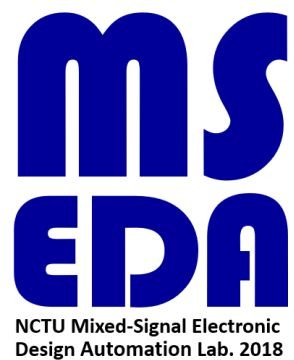 MS
EDA
NCTU Mixed-Signal Electronic
Design Automation Lab. 2018